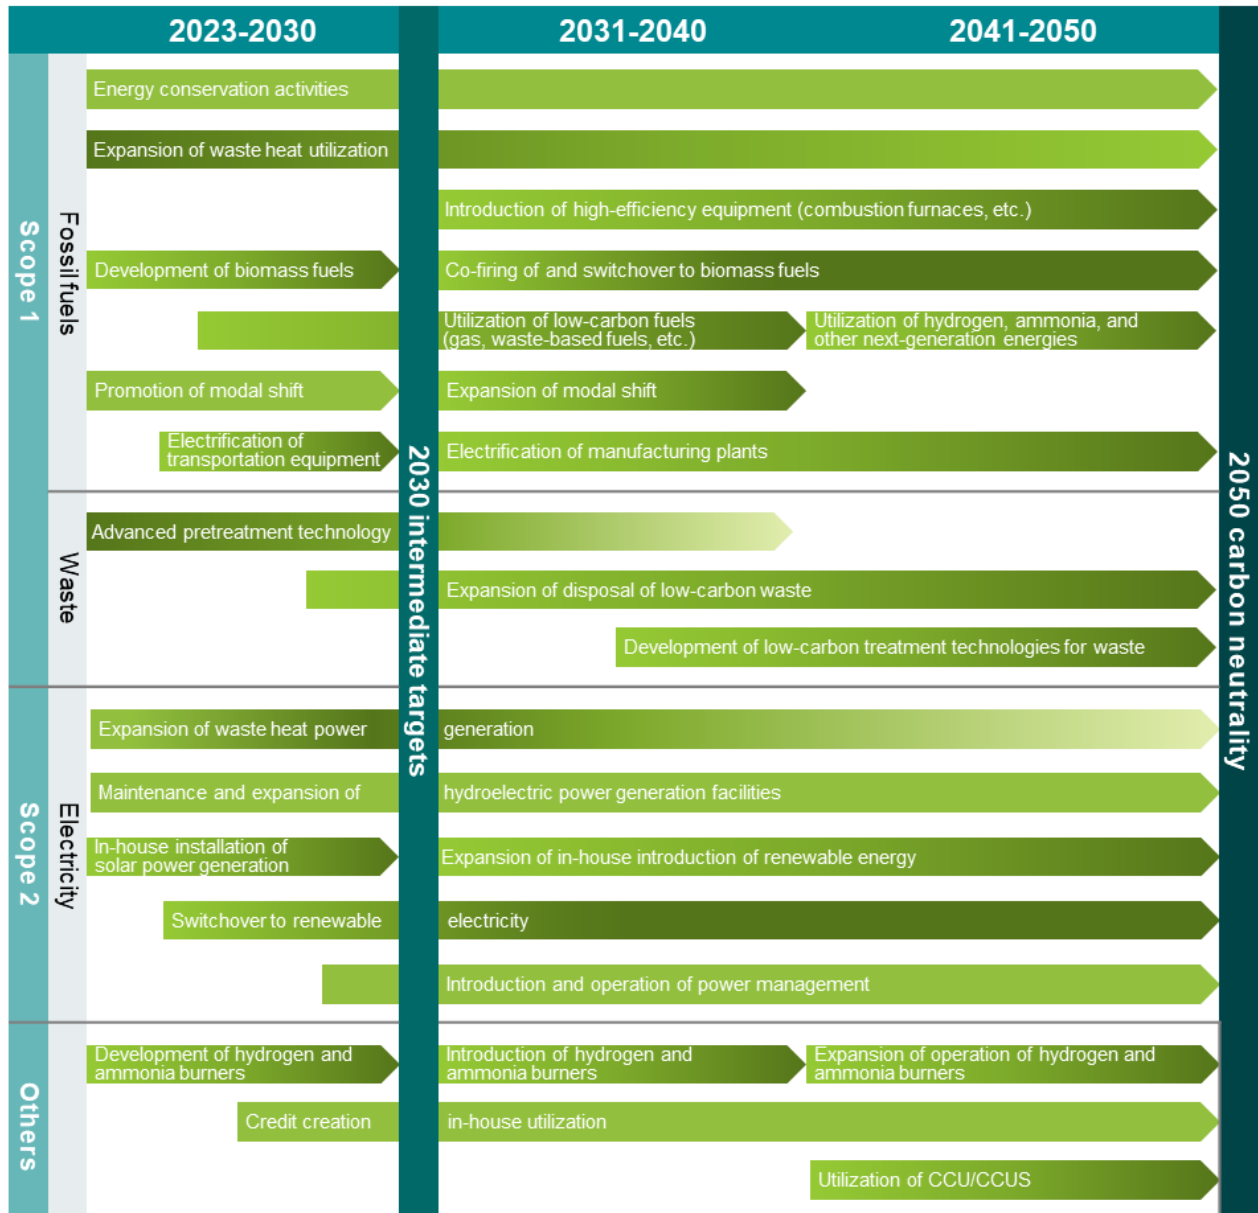 2023-2030
2031-2040
2041-2050
Scope 1
Fossil fuels
Energy conservation activities
Expansion of waste heat utilization
Introduction of high-efficiency equipment (combustion furnaces, etc.)
Development of biomass fuels
Co-firing of and switchover to biomass fuels
Utilization of low-carbon fuels
(gas, waste-based fuels, etc.)
Utilization of hydrogen, ammonia, and
other next-generation energies
Promotion of modal shift
Expansion of modal shift
Electrification of
transportation equipment
Electrification of manufacturing plants
2030 intermediate targets
2050 carbon neutrality
Waste
Advanced pretreatment technology
Expansion of disposal of low-carbon waste
Development of low-carbon treatment technologies for waste
Scope 2
Electricity
Expansion of waste heat power generation
Maintenance and expansion of hydroelectric power generation facilities
In-house installation of
solar power generation
Expansion of in-house introduction of renewable energy
Switchover to renewable electricity
Introduction and operation of power management
Others
Development of hydrogen and
ammonia burners
Introduction of hydrogen and
ammonia burners
Expansion of operation of hydrogen and
ammonia burners
Credit creation in-house utilization
Utilization of CCU/CCUS